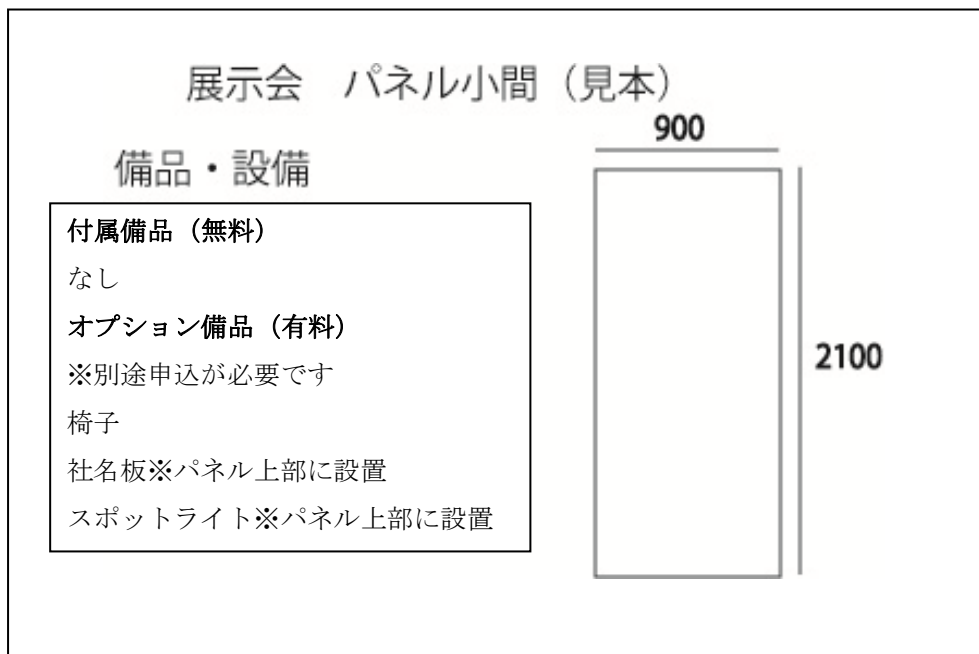 展示会　パネル小間（見本）
備品・設備
付属備品（無料）
なし
オプション備品（有料）
※別途申込が必要です
椅子
社名板※パネル上部に設置
スポットライト※パネル上部に設置
900
2100